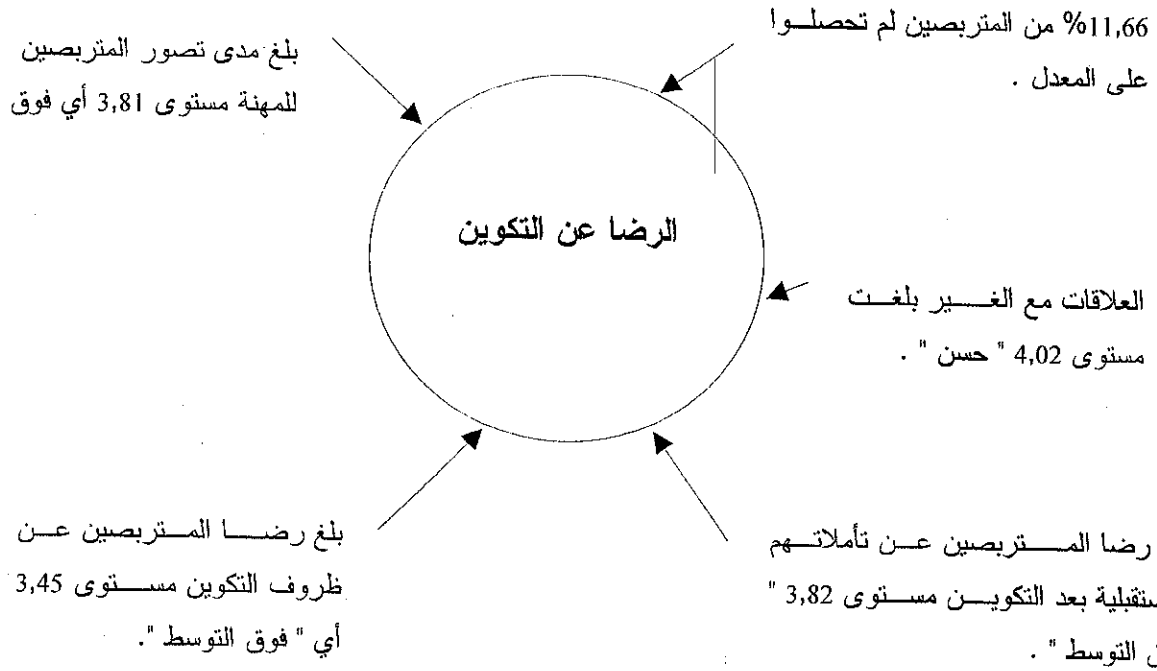 11,66% من المتربصين لم تحصلوا
على المعدل .
بلغ مدى تصور المتربصين
للمهنة مستوى 3,81 أي فوق
الرضا عن التكوين
العلاقات مع الغير بلغت
مستوى 4,02 " حسن " .
رضا المتربصين عن تأملاتهم
ستقبلية بعد التكوين مستوى 3,82 "
التوسط " .
بلغ رضا المتربصين عن
ظروف التكوين مستوى 3,45
أي " فوق التوسط ".